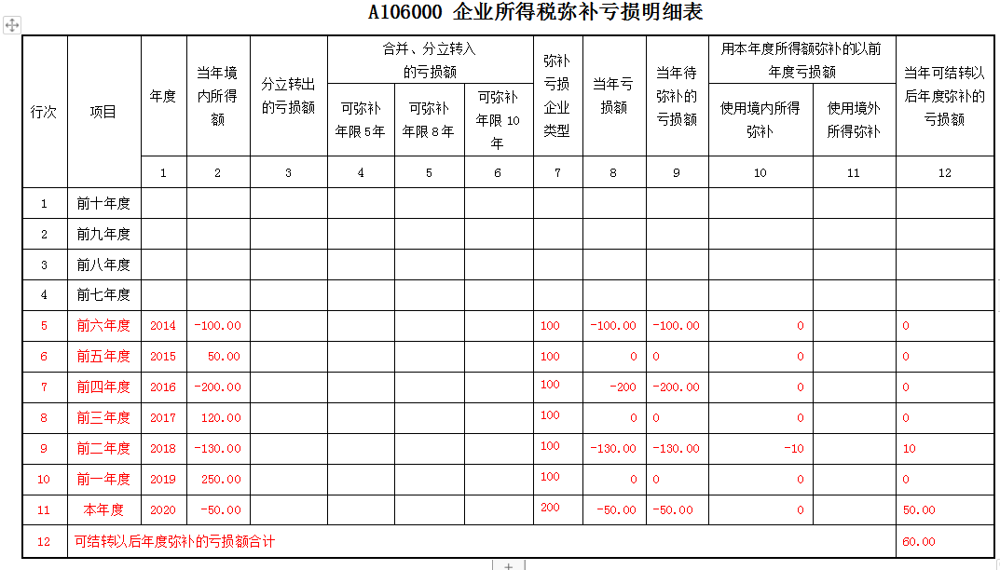 A106000 企业所得税弥补亏损明细表
行次 项目 年度 当年境内所得额 分立转出的亏损额 合并、分立转入的亏损额 弥补亏损企业类型 当年亏损额 当年待弥补的亏损额 用本年度所得额弥补的以前年度亏损额 当年可结转以后年度弥补的亏损额
可弥补年限5年 可弥补年限8年 可弥补年限10年 使用境内所得弥补 使用境外所得弥补
1 2 3 4 5 6 7 8 9 10 11 12
1 前十年度
2 前九年度
3 前八年度
4 前七年度
5 前六年度 2014 -100.00 100 -100.00 -100.00 0 0
6 前五年度 2015 50.00 100 0 0 0 0
7 前四年度 2016 -200.00 100 -200 -200.00 0 0
8 前三年度 2017 120.00 100 0 0 0 0
9 前二年度 2018 -130.00 100 -130.00 -130.00 -10 10
10 前一年度 2019 250.00 100 0 0 0 0
11 本年度 2020 -50.00 200 -50.00 -50.00 0 50.00
12 可结转以后年度弥补的亏损额合计 60.00